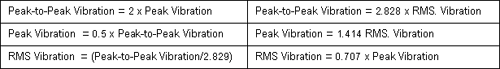 Peak-to-Peak Vibration = 2 x Peak Vibration
Peak-to-Peak Vibration = 2.828 x RMS. Vibration
Peak Vibration = 0.5 x Peak-to-Peak Vibration
Peak Vibration = 1.414 RMS. Vibration
RMS Vibration = (Peak-to-Peak Vibration/2.829)
RMS Vibration = 0.707 x Peak Vibration